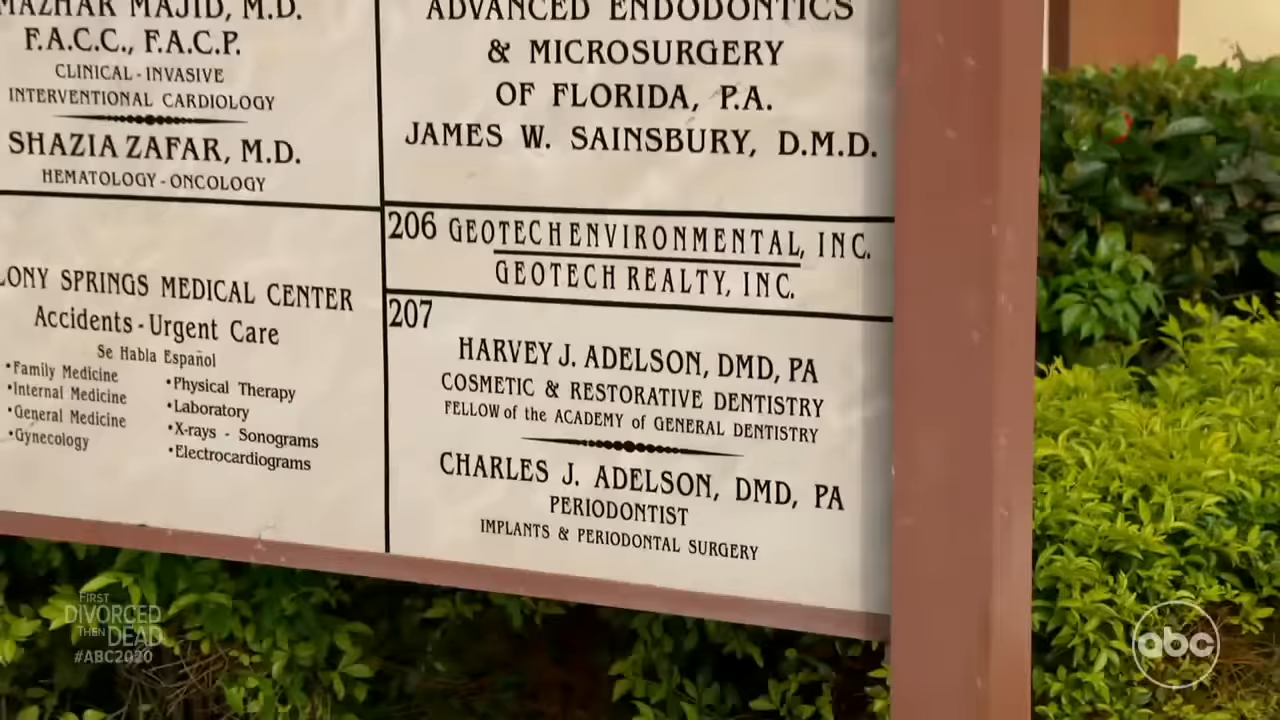 MAZHAR MAJID, M.D.
F.A.C.C., F.A.C.P.
CLINICAL - INVASIVE
INTERVENTIONAL CARDIOLOGY
SHAZIA ZAFAR, M.D.
HEMATOLOGY - ONCOLOGY
LONY SPRINGS MEDICAL CENTER
Accidents - Urgent Care
Se Habla Español
•Family Medicine
•Internal Medicine
•General Medicine
•Gynecology
•Physical Therapy
•Laboratory
•X-rays - Sonograms
•Electrocardiograms
ADVANCED ENDODONTICS
& MICROSURGERY
OF FLORIDA, P.A.
JAMES W. SAINSBURY, D.M.D.
206 GEOTECH ENVIRONMENTAL, INC.
GEOTECH REALTY, INC.
207
HARVEY J. ADELSON, DMD, PA
COSMETIC & RESTORATIVE DENTISTRY
FELLOW of the ACADEMY of GENERAL DENTISTRY
CHARLES J. ADELSON, DMD, PA
PERIODONTIST
IMPLANTS & PERIODONTAL SURGERY
FIRST
DIVORCED
THEN DEAD
#ABC2020
abc